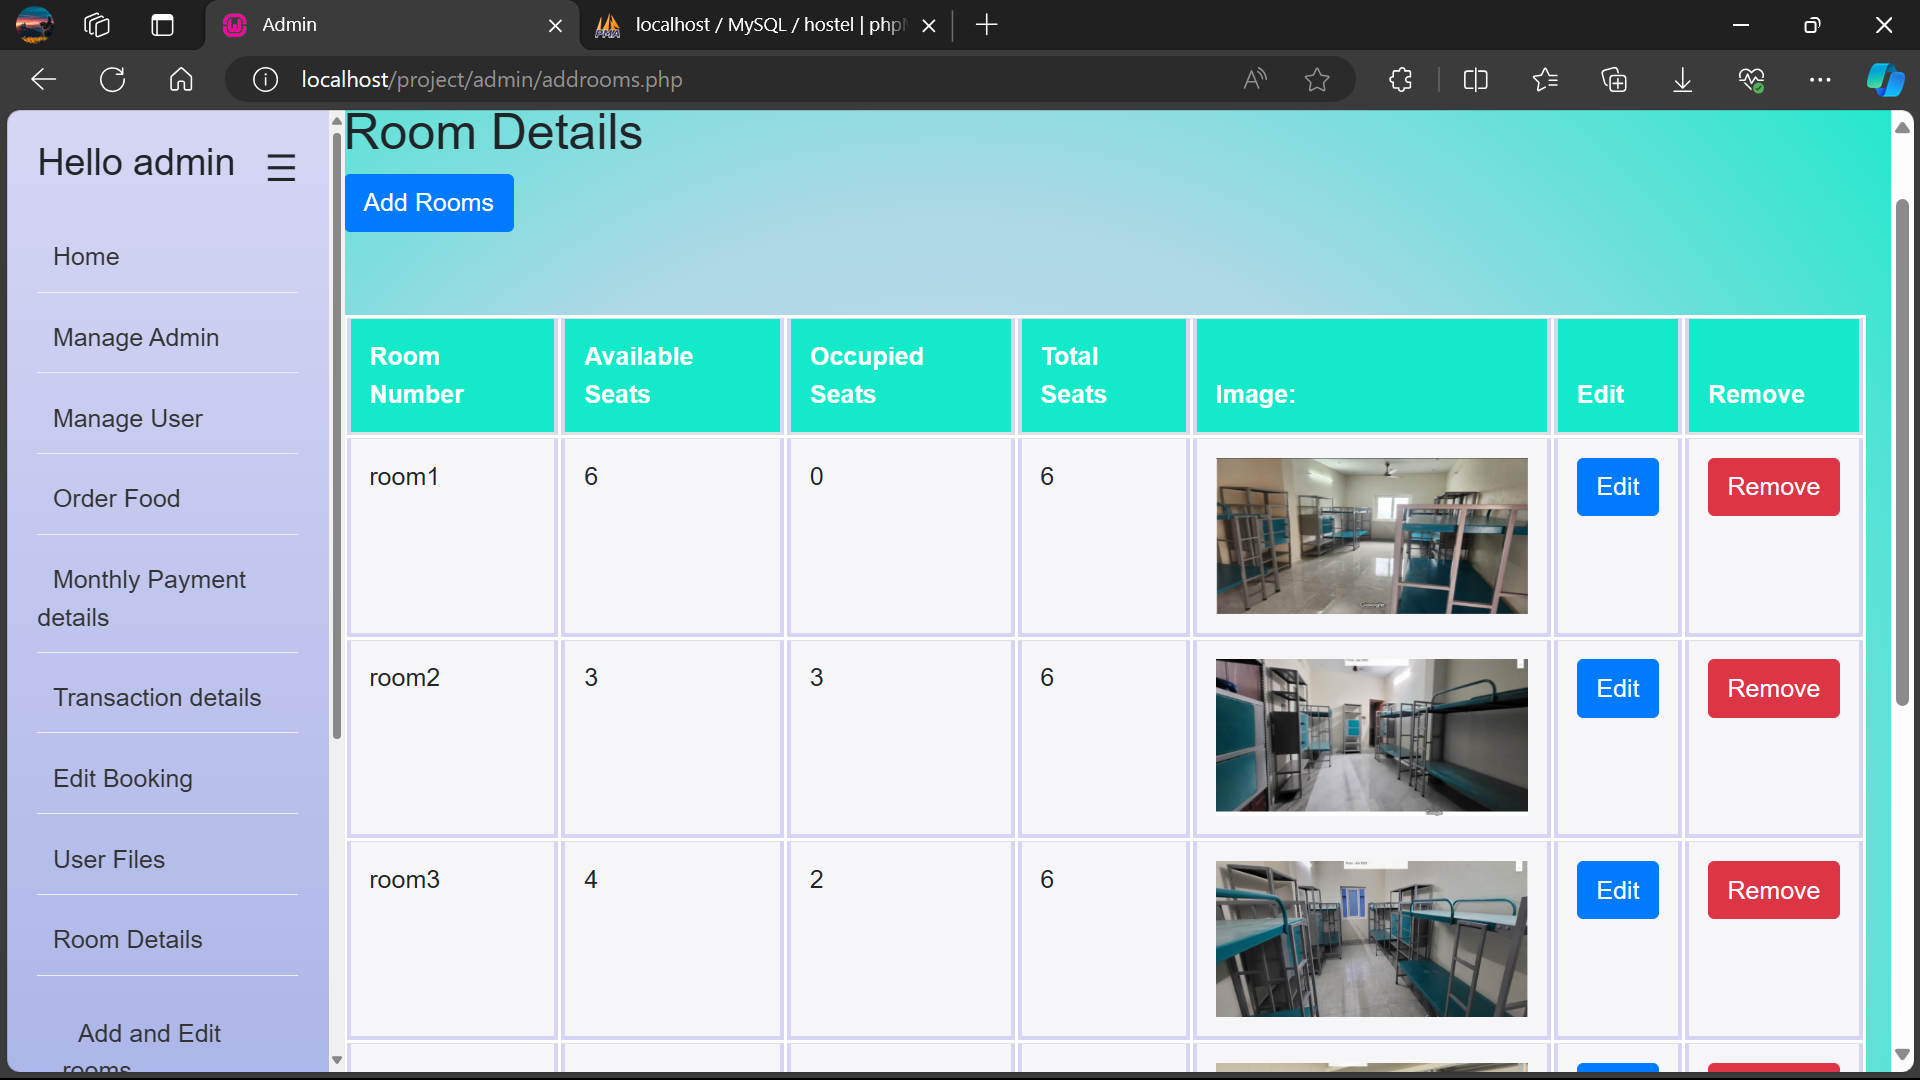 Admin
localhost / MySQL / hostel | php
localhost/project/admin/addrooms.php
Hello admin
Home
Manage Admin
Manage User
Order Food
Monthly Payment
details
Transaction details
Edit Booking
User Files
Room Details
Add and Edit
rooms
Room Details
Add Rooms
Room Number
Available Seats
Occupied Seats
Total Seats
Image:
Edit
Remove
room1 6 0 6 Edit Remove
room2 3 3 6 Edit Remove
room3 4 2 6 Edit Remove